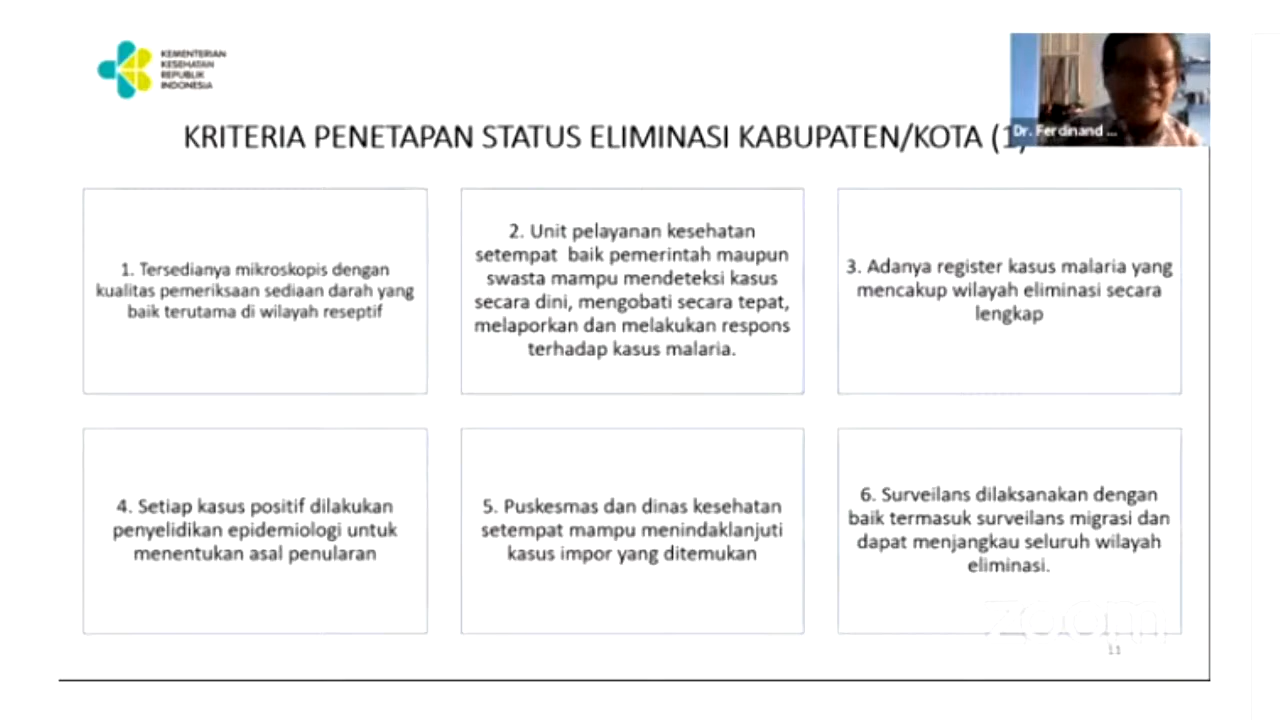 KEMENTERIAN
KESEHATAN
REPUBLIK
INDONESIA
Dr. Ferdinand ...
KRITERIA PENETAPAN STATUS ELIMINASI KABUPATEN/KOTA (1)
1. Tersedianya mikroskopis dengan
kualitas pemeriksaan sediaan darah yang
baik terutama di wilayah reseptif
2. Unit pelayanan kesehatan
setempat baik pemerintah maupun
swasta mampu mendeteksi kasus
secara dini, mengobati secara tepat,
melaporkan dan melakukan respons
terhadap kasus malaria.
3. Adanya register kasus malaria yang
mencakup wilayah eliminasi secara
lengkap
4. Setiap kasus positif dilakukan
penyelidikan epidemiologi untuk
menentukan asal penularan
5. Puskesmas dan dinas kesehatan
setempat mampu menindaklanjuti
kasus impor yang ditemukan
6. Surveilans dilaksanakan dengan
baik termasuk surveilans migrasi dan
dapat menjangkau seluruh wilayah
eliminasi.
zoom
11